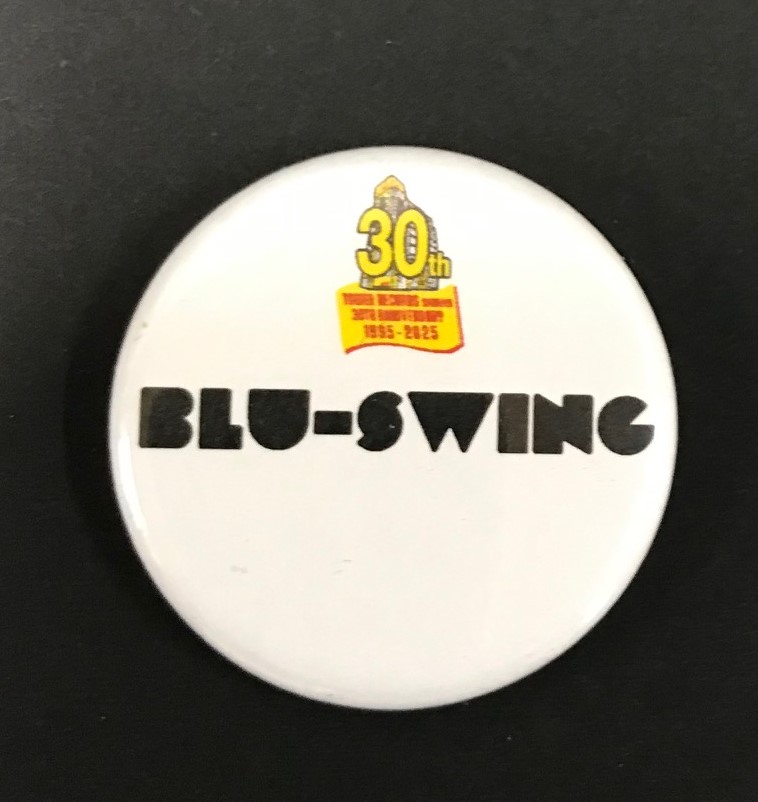 30th
TOWER RECORDS
30TH ANNIVERSARY
1995-2025
BLU-SWING